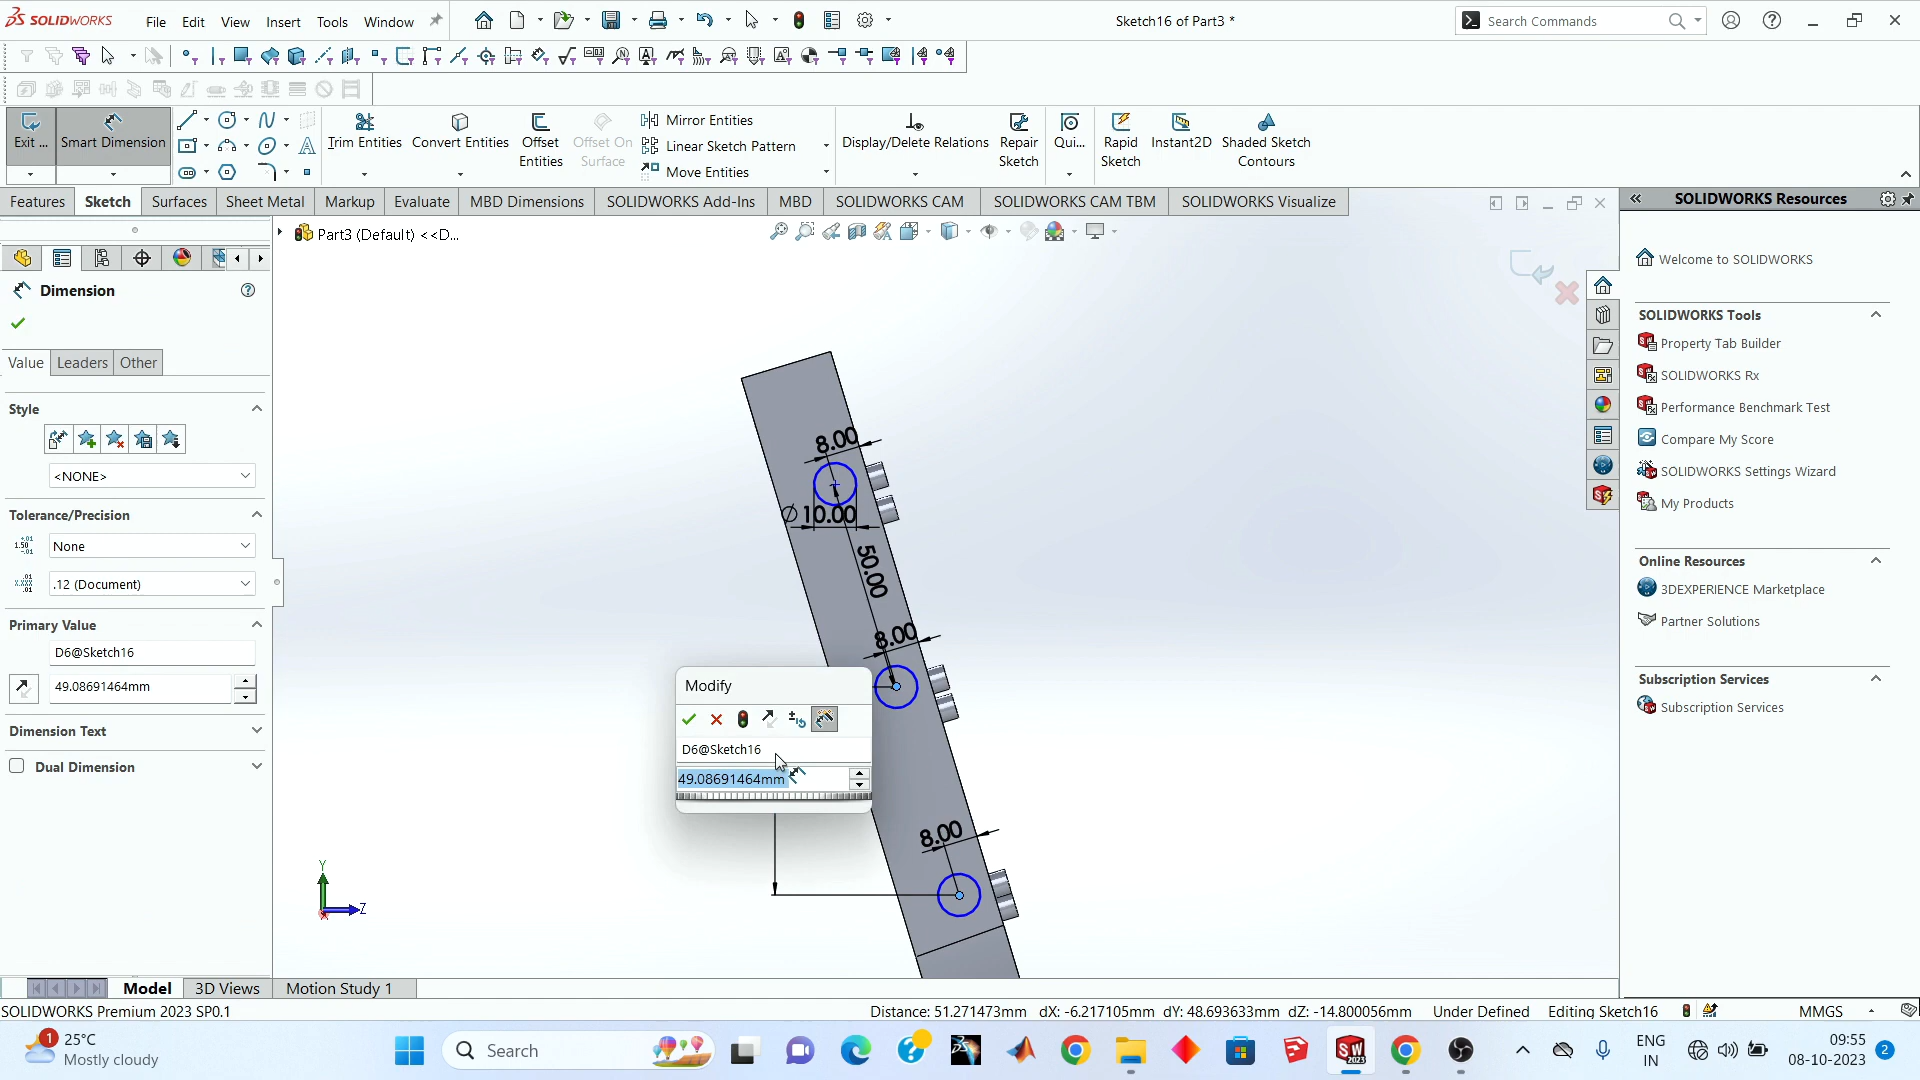 SOLIDWORKS File Edit View Insert Tools Window Sketch16 of Part3 * Search Commands
Exit ... Smart Dimension Trim Entities Convert Entities Offset Entities Offset On Surface Mirror Entities Linear Sketch Pattern Move Entities Display/Delete Relations Repair Sketch Qui... Rapid Sketch Instant2D Shaded Sketch Contours
Features Sketch Surfaces Sheet Metal Markup Evaluate MBD Dimensions SOLIDWORKS Add-Ins MBD SOLIDWORKS CAM SOLIDWORKS CAM TBM SOLIDWORKS Visualize
SOLIDWORKS Resources
Part3 (Default) <<D...
Dimension
Value Leaders Other
Style
<NONE>
Tolerance/Precision
None
.12 (Document)
Primary Value
D6@Sketch16
49.08691464mm
Dimension Text
Dual Dimension
8.00
Ø10.00
50.00
8.00
8.00
Modify
D6@Sketch16
49.08691464mm
Y
Z
Welcome to SOLIDWORKS
SOLIDWORKS Tools
Property Tab Builder
SOLIDWORKS Rx
Performance Benchmark Test
Compare My Score
SOLIDWORKS Settings Wizard
My Products
Online Resources
3DEXPERIENCE Marketplace
Partner Solutions
Subscription Services
Subscription Services
Model 3D Views Motion Study 1
SOLIDWORKS Premium 2023 SP0.1 Distance: 51.271473mm dX: -6.217105mm dY: 48.693633mm dZ: -14.800056mm Under Defined Editing Sketch16 MMGS
1 25°C
Mostly cloudy
Search
ENG
IN
09:55
08-10-2023
2